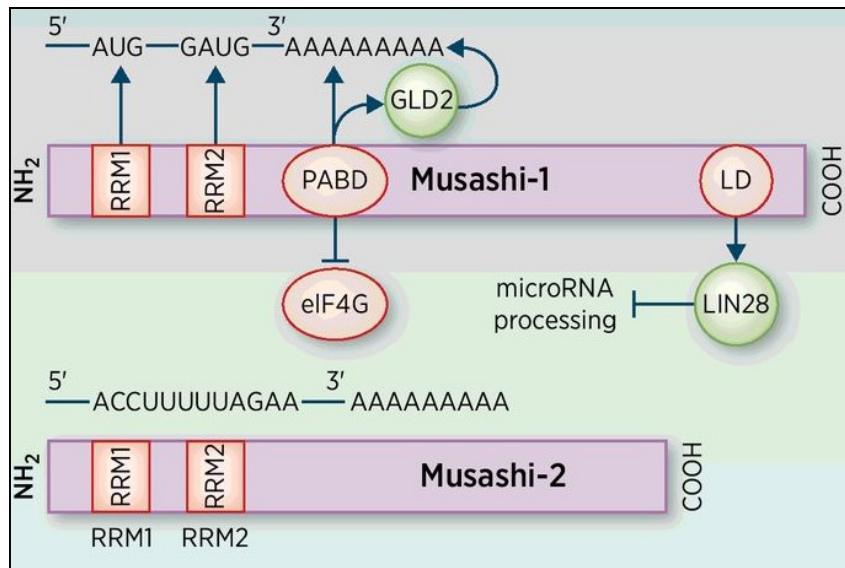 5' 3'
AUG GAUG AAAAAAAAA
GLD2
NH2
RRM1
RRM2
PABD
Musashi-1
LD
COOH
eIF4G
microRNA
processing
LIN28
5' 3'
ACCUUUUUAGAA AAAAAAAAA
NH2
RRM1
RRM2
Musashi-2
COOH
RRM1 RRM2